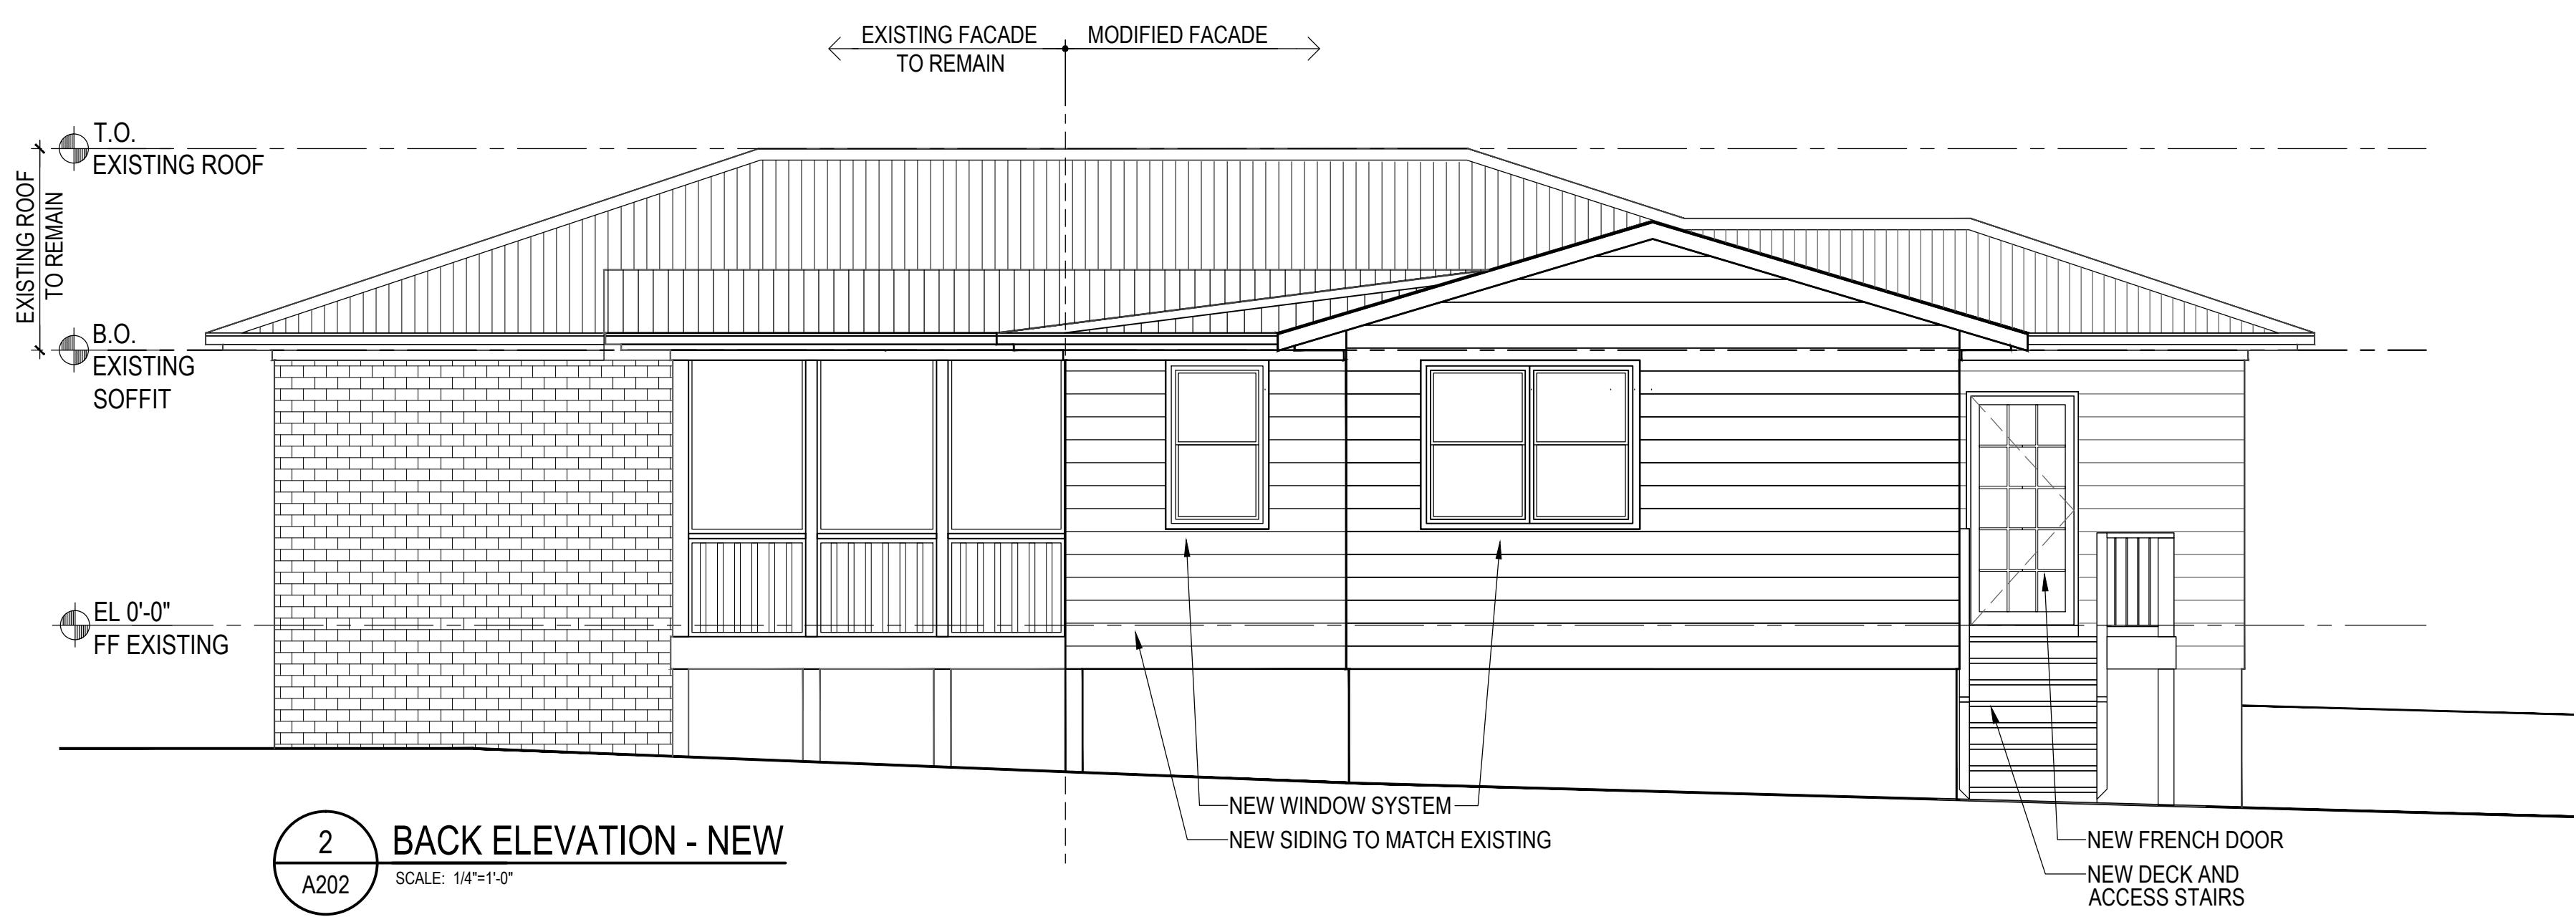 EXISTING FACADE
TO REMAIN
MODIFIED FACADE
T.O.
EXISTING ROOF
EXISTING ROOF
TO REMAIN
B.O.
EXISTING
SOFFIT
EL 0'-0"
FF EXISTING
NEW WINDOW SYSTEM
NEW SIDING TO MATCH EXISTING
NEW FRENCH DOOR
NEW DECK AND
ACCESS STAIRS
2
A202
BACK ELEVATION - NEW
SCALE: 1/4"=1'-0"